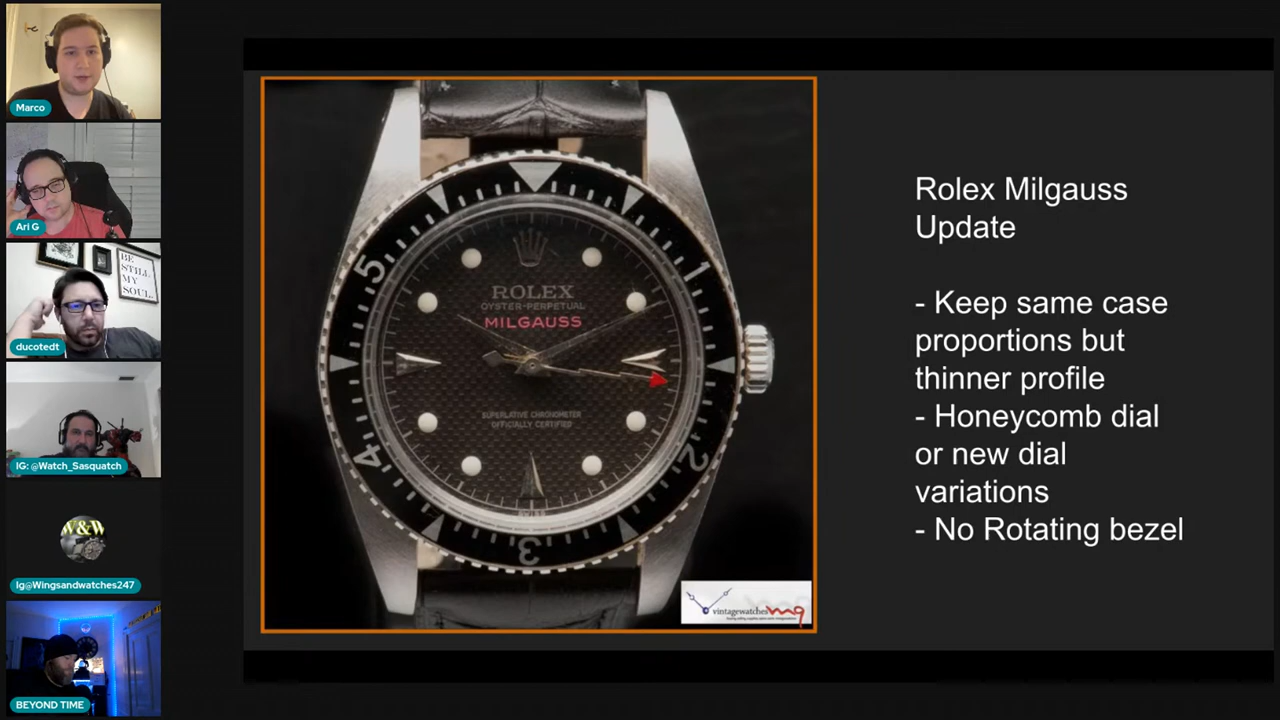 Marco
Ari G
BE
STILL
MY
SOUL.
ducotedt
IG: @Watch_Sasquatch
W&W
Ig@Wingsandwatches247
BEYOND TIME
5
1
4
2
3
ROLEX
OYSTER-PERPETUAL
MILGAUSS
SUPERLATIVE CHRONOMETER
OFFICIALLY CERTIFIED
SWISS
vintagewatchesmg
Rolex Milgauss
Update
- Keep same case
proportions but
thinner profile
- Honeycomb dial
or new dial
variations
- No Rotating bezel